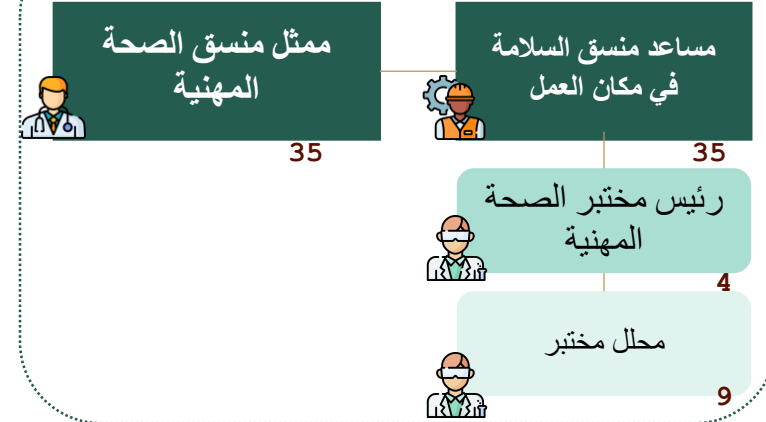 مساعد منسق السلامة
في مكان العمل
35
ممثل منسق الصحة
المهنية
35
رئيس مختبر الصحة
المهنية
4
محلل مختبر
9